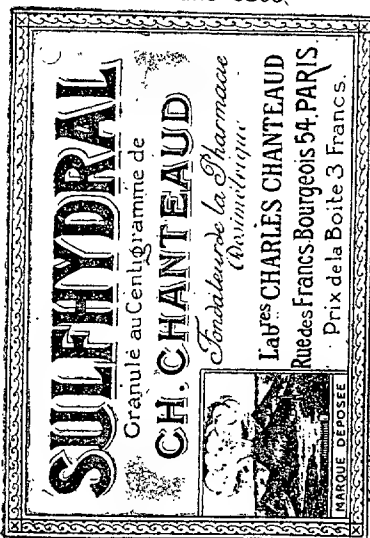 SULFHYDRAL
Granulé au Centigramme de
CH. CHANTEAUD
Fondateur de la Pharmacie
Dosimétrique
Labres CHARLES CHANTEAUD
Rue des Francs Bourgeois 54. PARIS.
Prix de la Boite 3 Francs.
MARQUE DEPOSEE